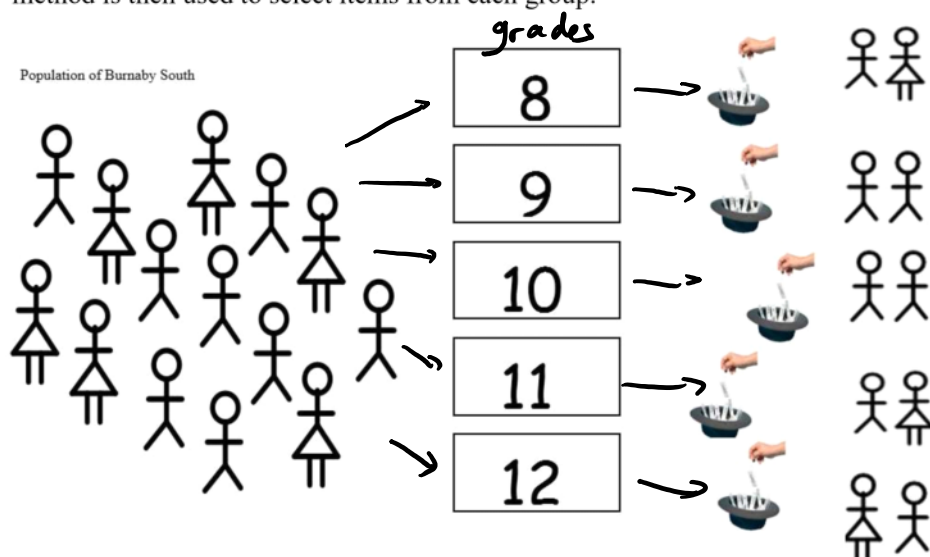 method is then used to select items from each group.
grades
Population of Burnaby South
8
9
10
11
12